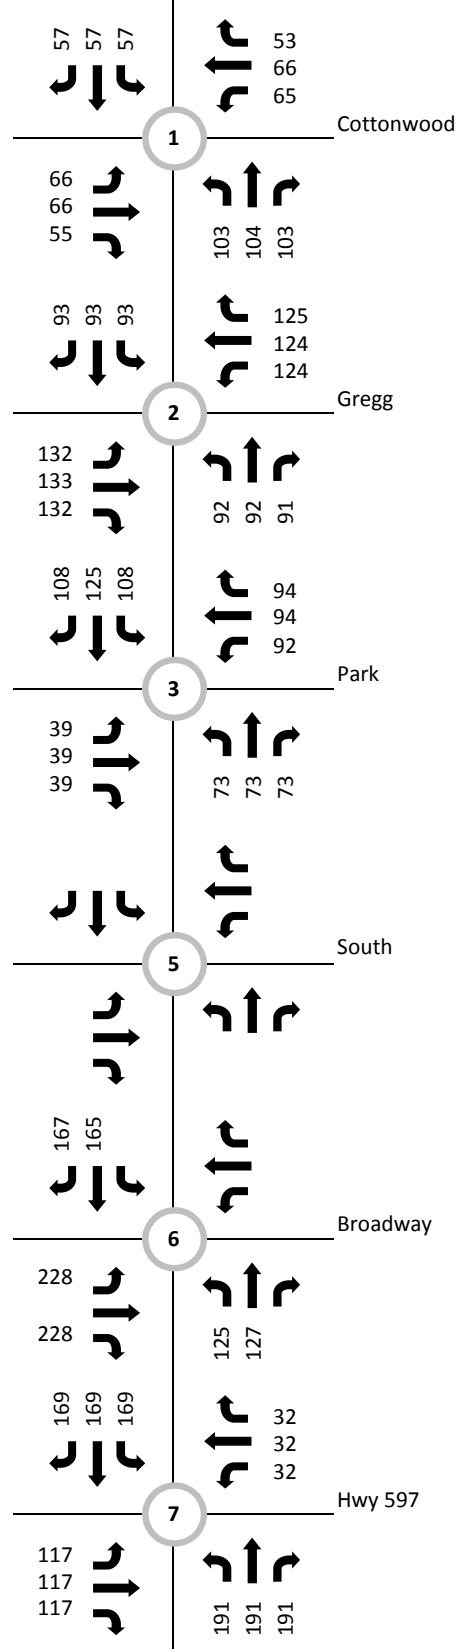 57 57 57
53
66
65
1
Cottonwood
66
66
55
103 104 103
93 93 93
125
124
124
2
Gregg
132
133
132
92 92 91
108 125 108
94
94
92
3
Park
39
39
39
73 73 73
5
South
167 165
6
Broadway
228
228
125 127
169 169 169
32
32
32
7
Hwy 597
117
117
117
191 191 191